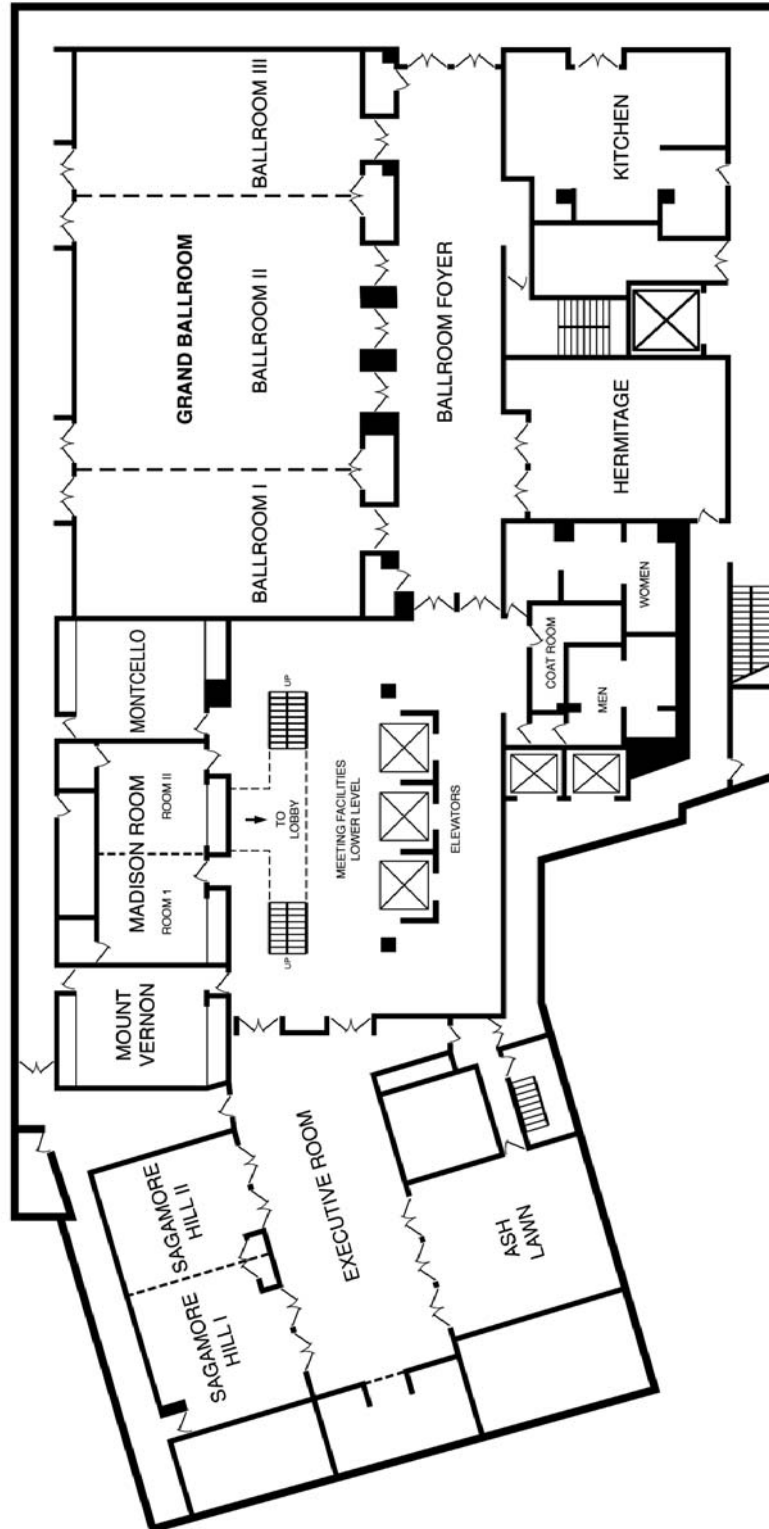 BALLROOM III
GRAND BALLROOM
BALLROOM II
BALLROOM I
BALLROOM FOYER
KITCHEN
HERMITAGE
WOMEN
COAT ROOM
MEN
MONTCELLO
MADISON ROOM
ROOM II
ROOM 1
MOUNT
VERNON
UP
TO
LOBBY
UP
MEETING FACILITIES
LOWER LEVEL
ELEVATORS
SAGAMORE
HILL II
SAGAMORE
HILL I
EXECUTIVE ROOM
ASH
LAWN